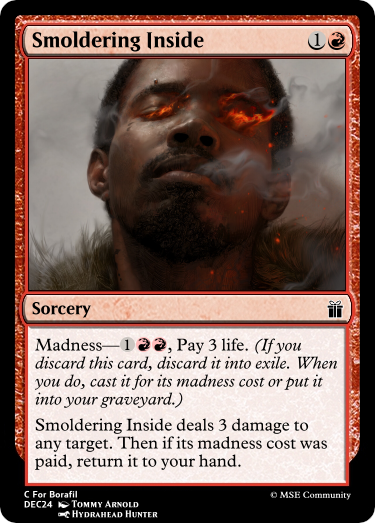 Smoldering Inside 1
Sorcery
Madness—1, Pay 3 life. (If you
discard this card, discard it into exile. When
you do, cast it for its madness cost or put it
into your graveyard.)
Smoldering Inside deals 3 damage to
any target. Then if its madness cost was
paid, return it to your hand.
C For Borafil
DEC24 Tommy Arnold © MSE Community
Hydrahead Hunter